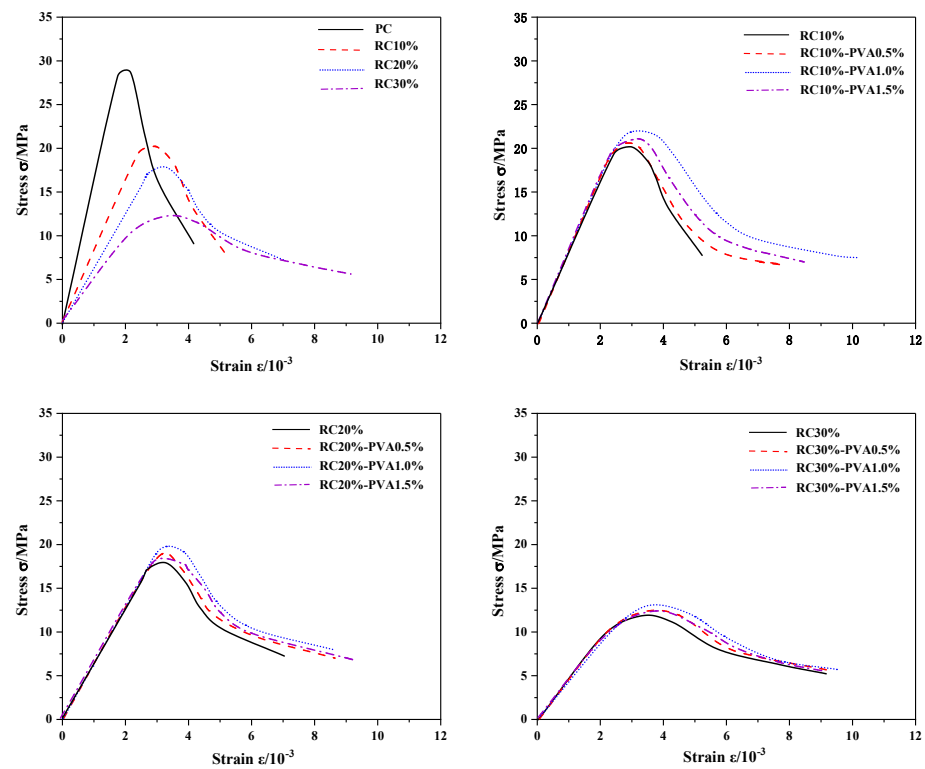 35
30
25
20
15
10
5
0
Stress σ/MPa
PC
RC10%
RC20%
RC30%
0 2 4 6 8 10 12
Strain ε/10⁻³
35
30
25
20
15
10
5
0
Stress σ/MPa
RC10%
RC10%-PVA0.5%
RC10%-PVA1.0%
RC10%-PVA1.5%
0 2 4 6 8 10 12
Strain ε/10⁻³
35
30
25
20
15
10
5
0
Stress σ/MPa
RC20%
RC20%-PVA0.5%
RC20%-PVA1.0%
RC20%-PVA1.5%
0 2 4 6 8 10 12
Strain ε/10⁻³
35
30
25
20
15
10
5
0
Stress σ/MPa
RC30%
RC30%-PVA0.5%
RC30%-PVA1.0%
RC30%-PVA1.5%
0 2 4 6 8 10 12
Strain ε/10⁻³